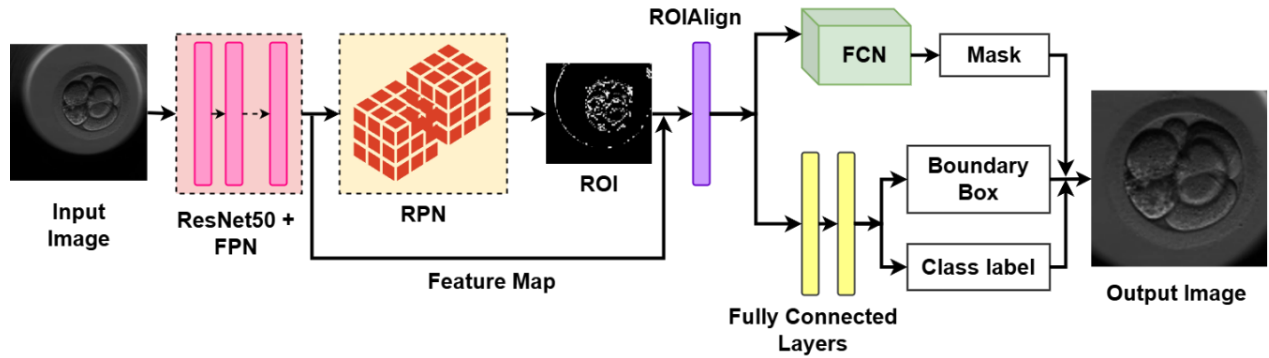 Input
Image
ResNet50 +
FPN
RPN
ROI
Feature Map
ROIAlign
FCN
Mask
Boundary
Box
Class label
Fully Connected
Layers
Output Image